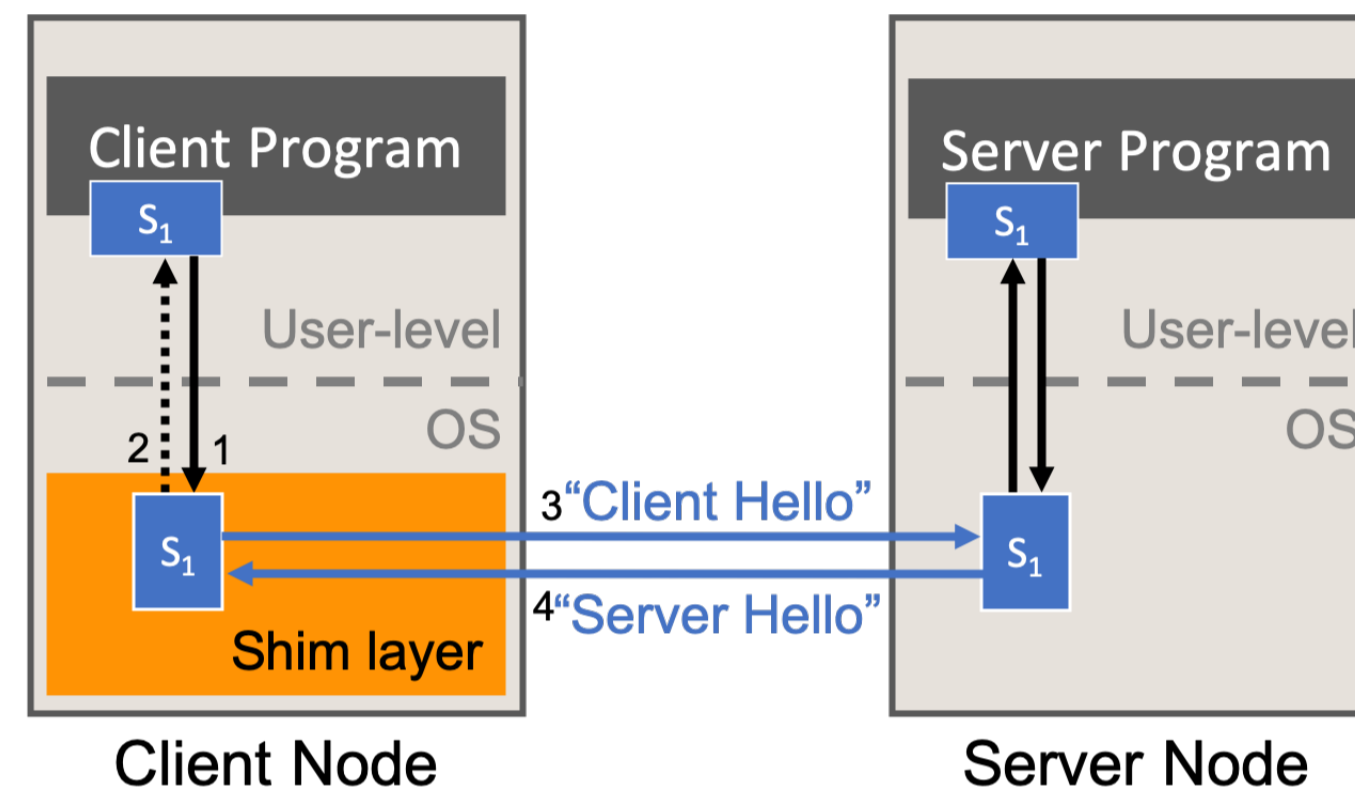 Client Program
S₁
User-level
OS
2
1
S₁
Shim layer
Client Node
3“Client Hello”
4“Server Hello”
Server Program
S₁
User-level
OS
S₁
Server Node